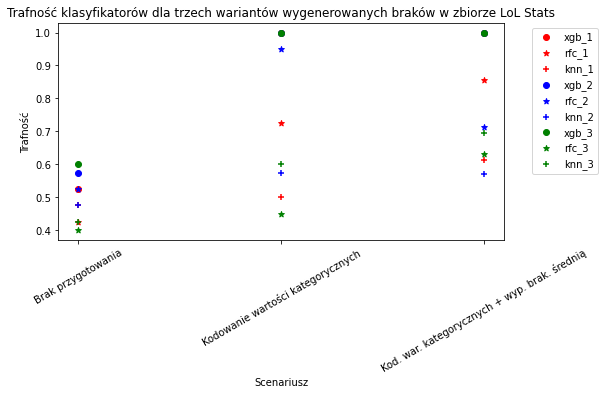 Trafność klasyfikatorów dla trzech wariantów wygenerowanych braków w zbiorze LoL Stats
Trafność
1.0
0.9
0.8
0.7
0.6
0.5
0.4
Brak przygotowania
Kodowanie wartości kategorycznych
Kod. war. kategorycznych + wyp. brak. średnią
Scenariusz
xgb_1
rfc_1
knn_1
xgb_2
rfc_2
knn_2
xgb_3
rfc_3
knn_3